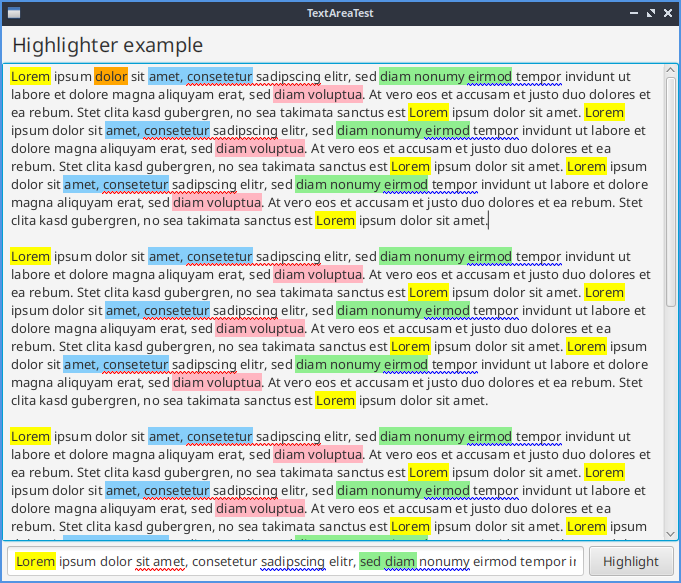 TextAreaTest
Highlighter example
Lorem ipsum dolor sit amet, consetetur sadipscing elitr, sed diam nonumy eirmod tempor invidunt ut
labore et dolore magna aliquyam erat, sed diam voluptua. At vero eos et accusam et justo duo dolores et
ea rebum. Stet clita kasd gubergren, no sea takimata sanctus est Lorem ipsum dolor sit amet. Lorem
ipsum dolor sit amet, consetetur sadipscing elitr, sed diam nonumy eirmod tempor invidunt ut labore et
dolore magna aliquyam erat, sed diam voluptua. At vero eos et accusam et justo duo dolores et ea
rebum. Stet clita kasd gubergren, no sea takimata sanctus est Lorem ipsum dolor sit amet. Lorem ipsum
dolor sit amet, consetetur sadipscing elitr, sed diam nonumy eirmod tempor invidunt ut labore et dolore
magna aliquyam erat, sed diam voluptua. At vero eos et accusam et justo duo dolores et ea rebum. Stet
clita kasd gubergren, no sea takimata sanctus est Lorem ipsum dolor sit amet.
Lorem ipsum dolor sit amet, consetetur sadipscing elitr, sed diam nonumy eirmod tempor invidunt ut
labore et dolore magna aliquyam erat, sed diam voluptua. At vero eos et accusam et justo duo dolores et
ea rebum. Stet clita kasd gubergren, no sea takimata sanctus est Lorem ipsum dolor sit amet. Lorem
ipsum dolor sit amet, consetetur sadipscing elitr, sed diam nonumy eirmod tempor invidunt ut labore et
dolore magna aliquyam erat, sed diam voluptua. At vero eos et accusam et justo duo dolores et ea
rebum. Stet clita kasd gubergren, no sea takimata sanctus est Lorem ipsum dolor sit amet. Lorem ipsum
dolor sit amet, consetetur sadipscing elitr, sed diam nonumy eirmod tempor invidunt ut labore et dolore
magna aliquyam erat, sed diam voluptua. At vero eos et accusam et justo duo dolores et ea rebum. Stet
clita kasd gubergren, no sea takimata sanctus est Lorem ipsum dolor sit amet.
Lorem ipsum dolor sit amet, consetetur sadipscing elitr, sed diam nonumy eirmod tempor invidunt ut
labore et dolore magna aliquyam erat, sed diam voluptua. At vero eos et accusam et justo duo dolores et
ea rebum. Stet clita kasd gubergren, no sea takimata sanctus est Lorem ipsum dolor sit amet. Lorem
ipsum dolor sit amet, consetetur sadipscing elitr, sed diam nonumy eirmod tempor invidunt ut labore et
dolore magna aliquyam erat, sed diam voluptua. At vero eos et accusam et justo duo dolores et ea
rebum. Stet clita kasd gubergren, no sea takimata sanctus est Lorem ipsum dolor sit amet. Lorem ipsum
Lorem ipsum dolor sit amet, consetetur sadipscing elitr, sed diam nonumy eirmod tempor
Highlight